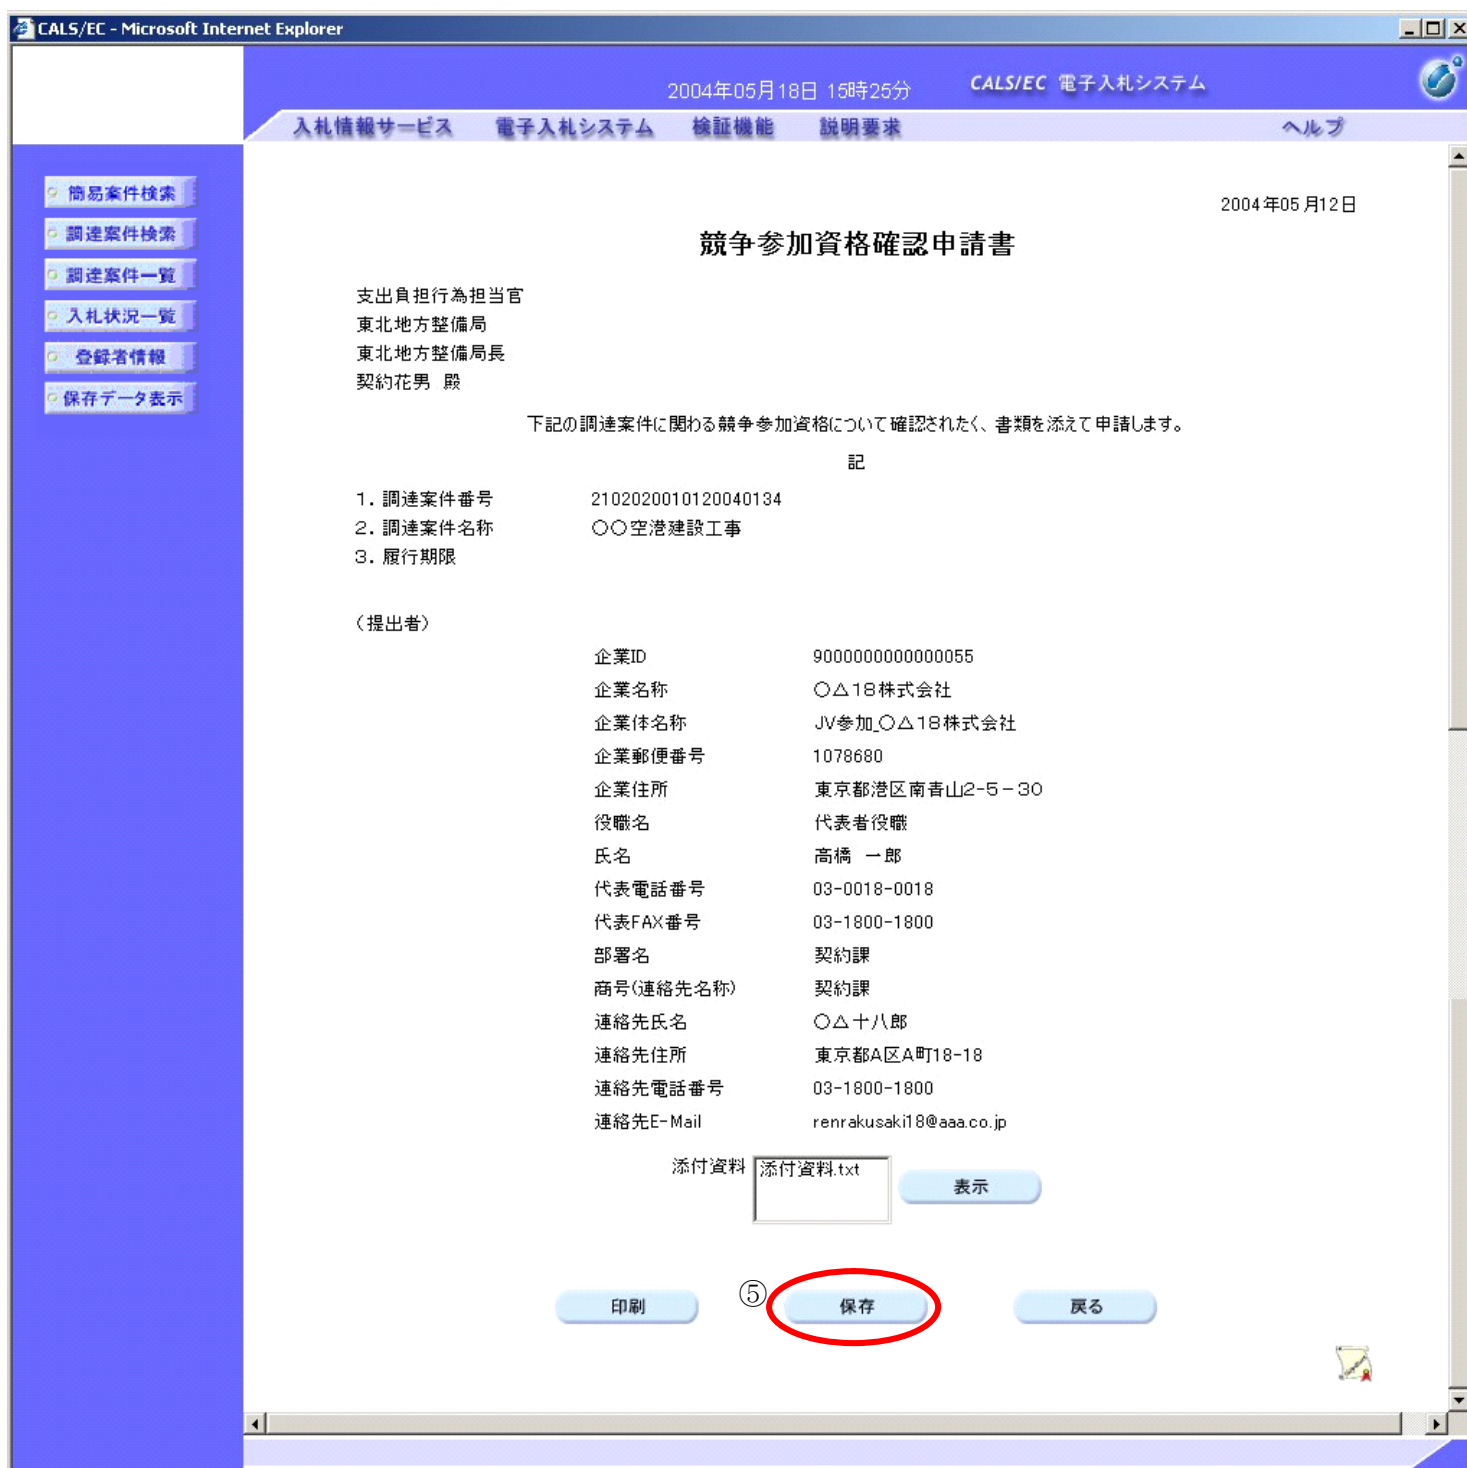 CALS/EC - Microsoft Internet Explorer
2004年05月18日 15時25分
CALS/EC 電子入札システム
入札情報サービス 電子入札システム 検証機能 説明要求 ヘルプ
簡易案件検索
調達案件検索
調達案件一覧
入札状況一覧
登録者情報
保存データ表示
2004年05月12日
競争参加資格確認申請書
支出負担行為担当官
東北地方整備局
東北地方整備局長
契約花男 殿
下記の調達案件に関わる競争参加資格について確認されたく、書類を添えて申請します。
記
1. 調達案件番号 2102020010120040134
2. 調達案件名称 〇〇空港建設工事
3. 履行期限
（提出者）
企業ID 9000000000000055
企業名称 〇△18株式会社
企業体名称 JV参加_〇△18株式会社
企業郵便番号 1078680
企業住所 東京都港区南青山2-5-30
役職名 代表者役職
氏名 高橋 一郎
代表電話番号 03-0018-0018
代表FAX番号 03-1800-1800
部署名 契約課
商号(連絡先名称) 契約課
連絡先氏名 〇△十八郎
連絡先住所 東京都A区A町18-18
連絡先電話番号 03-1800-1800
連絡先E-Mail renrakusaki18@aaa.co.jp
添付資料 添付資料.txt 表示
印刷 ⑤ 保存 戻る